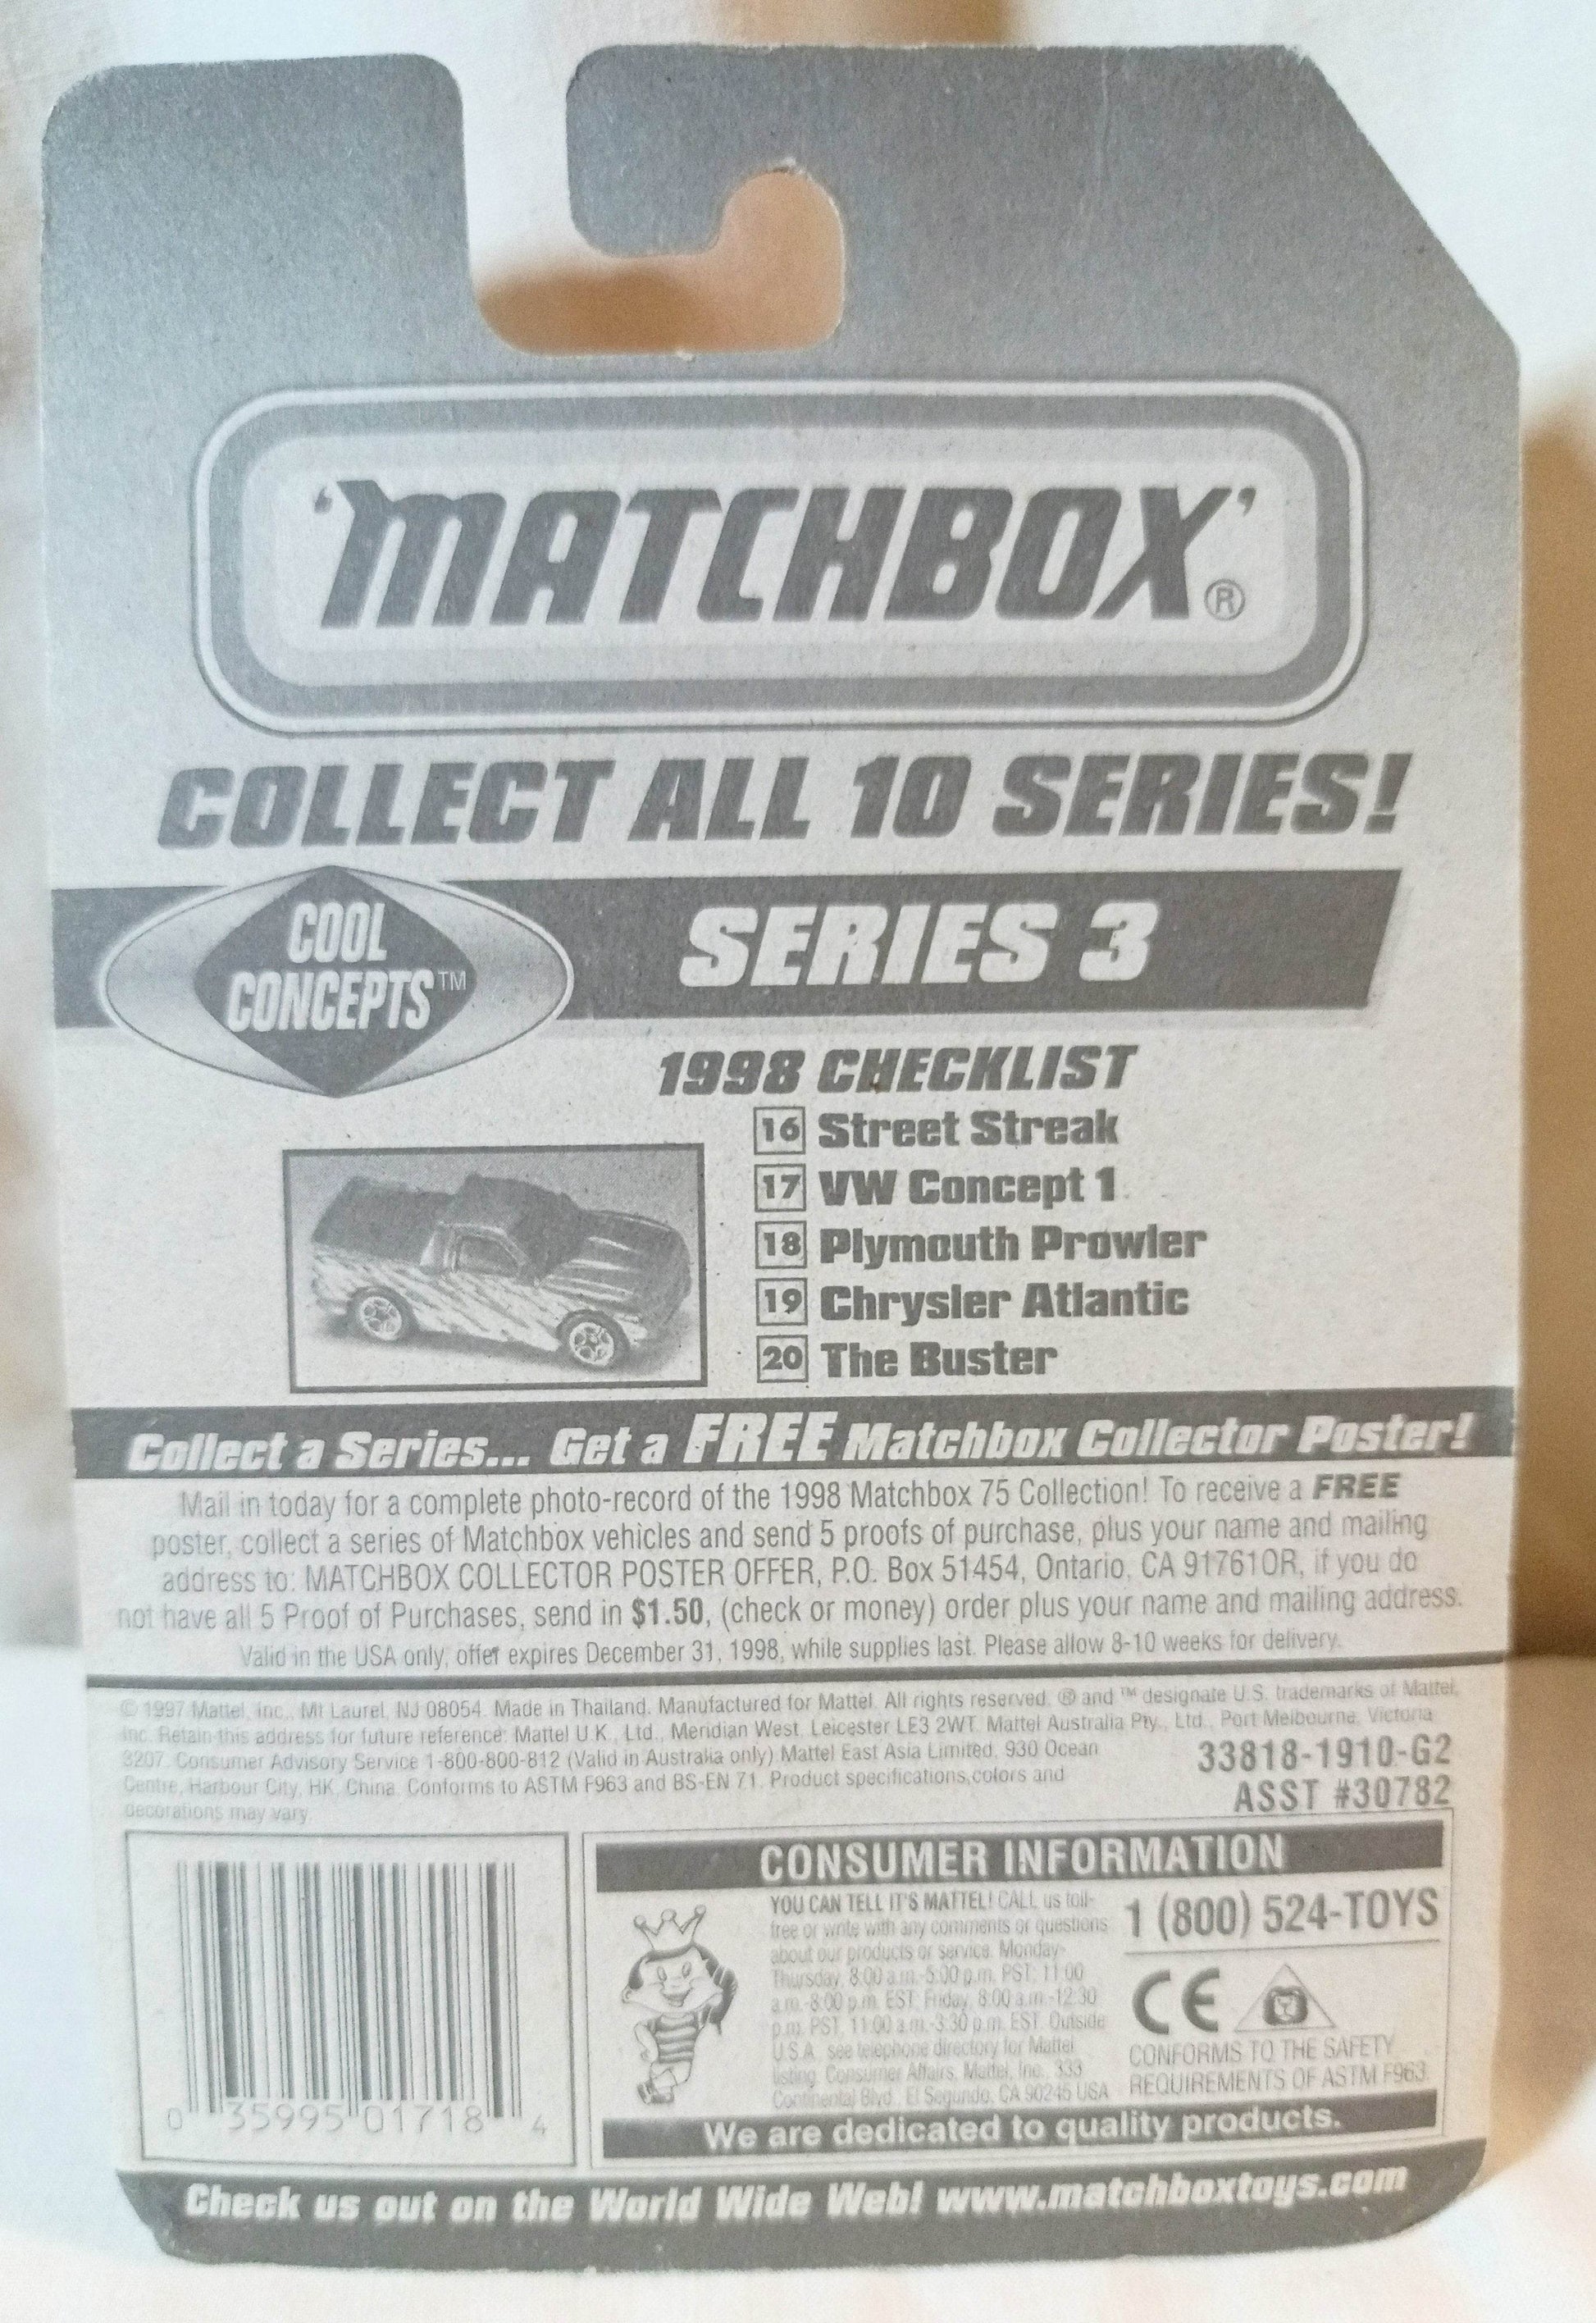 'MATCHBOX'®
COLLECT ALL 10 SERIES!
COOL
CONCEPTS™
SERIES 3
1998 CHECKLIST
16 Street Streak
17 VW Concept 1
18 Plymouth Prowler
19 Chrysler Atlantic
20 The Buster
Collect a Series... Get a FREE Matchbox Collector Poster!
Mail in today for a complete photo-record of the 1998 Matchbox 75 Collection! To receive a FREE
poster, collect a series of Matchbox vehicles and send 5 proofs of purchase, plus your name and mailing
address to: MATCHBOX COLLECTOR POSTER OFFER, P.O. Box 51454, Ontario, CA 91761OR, if you do
not have all 5 Proof of Purchases, send in $1.50, (check or money) order plus your name and mailing address.
Valid in the USA only, offer expires December 31, 1998, while supplies last. Please allow 8-10 weeks for delivery.
© 1997 Mattel, Inc., Mt Laurel, NJ 08054. Made in Thailand. Manufactured for Mattel. All rights reserved. ® and ™ designate U.S. trademarks of Mattel,
Inc. Retain this address for future reference: Mattel U.K., Ltd., Meridian West, Leicester LE3 2WT. Mattel Australia Pty., Ltd., Port Melbourne, Victoria
3207. Consumer Advisory Service 1-800-800-812 (Valid in Australia only) Mattel East Asia Limited, 930 Ocean
Centre, Harbour City, HK, China. Conforms to ASTM F963 and BS-EN 71. Product specifications,colors and
decorations may vary.
33818-1910-G2
ASST #30782
0 35995 01718 4
CONSUMER INFORMATION
YOU CAN TELL IT'S MATTEL! CALL us toll-
free or write with any comments or questions
about our products or service. Monday-
Thursday, 8:00 a.m.-5:00 p.m. PST; 11:00
a.m.-8:00 p.m. EST. Friday, 8:00 a.m.-12:30
p.m. PST, 11:00 a.m.-3:30 p.m. EST. Outside
U.S.A. see telephone directory for Mattel
listing. Consumer Affairs, Mattel, Inc. 333
Continental Blvd., El Segundo, CA 90245 USA
1 (800) 524-TOYS
CE
CONFORMS TO THE SAFETY
REQUIREMENTS OF ASTM F963.
We are dedicated to quality products.
Check us out on the World Wide Web! www.matchboxtoys.com